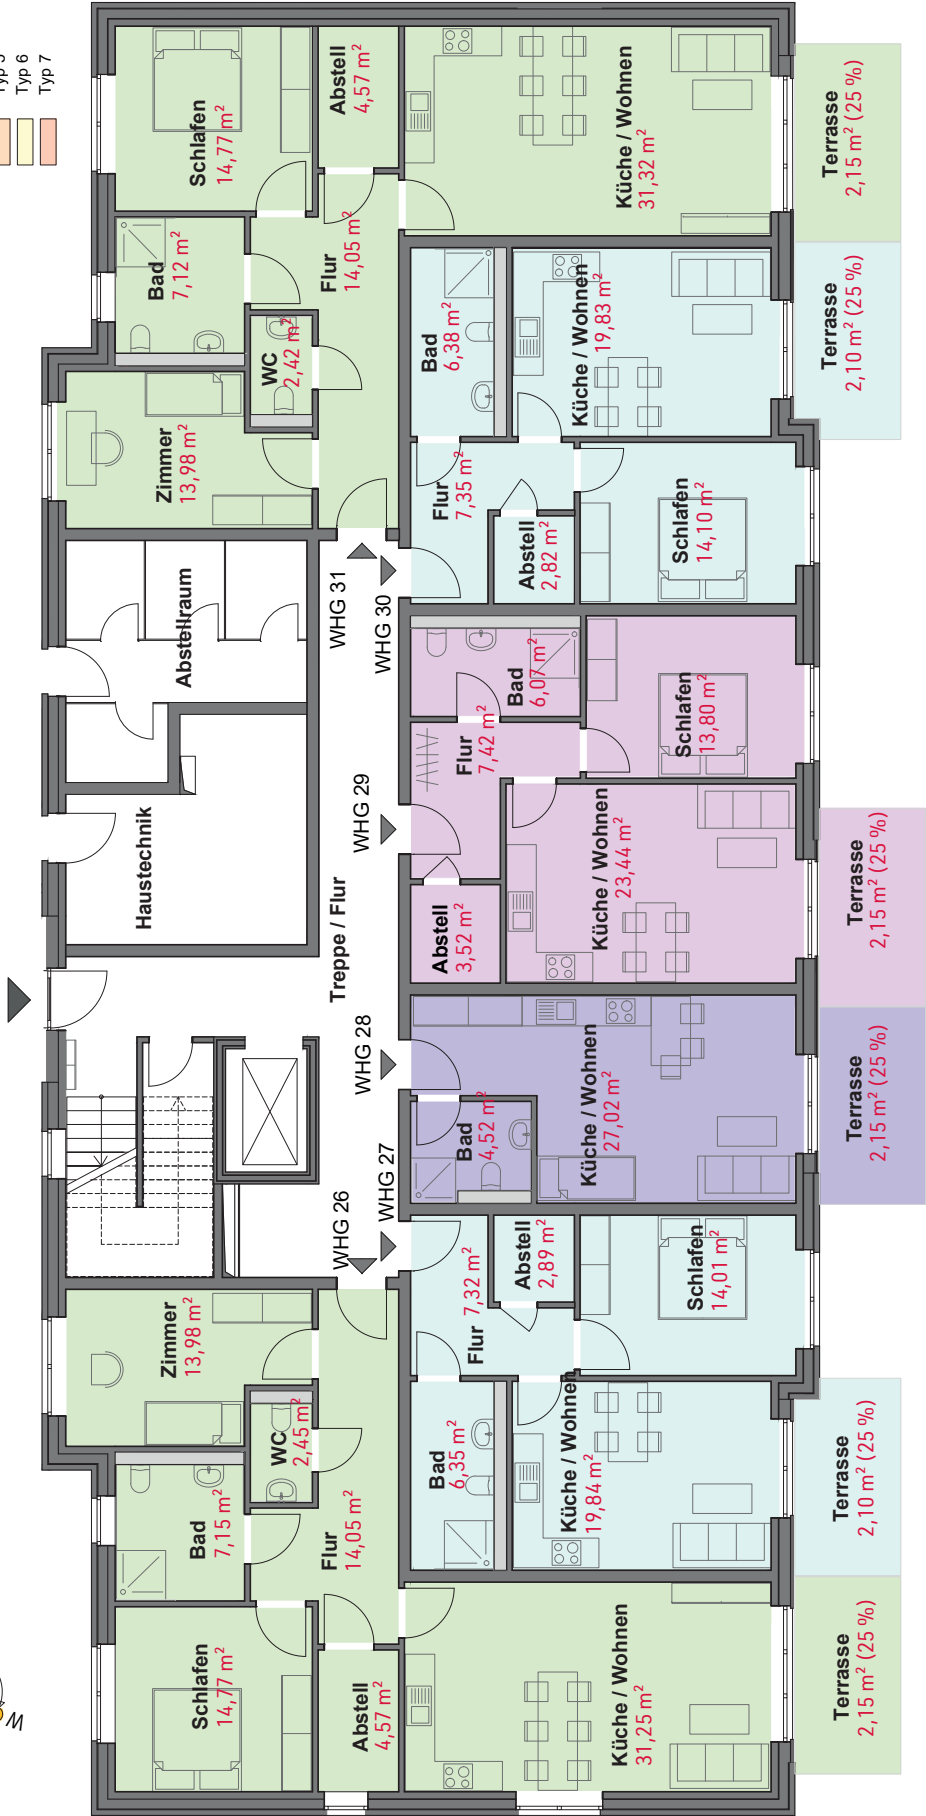 Typ 5
Typ 6
Typ 7
Schlafen
14,77 m²
Abstell
4,57 m²
Küche / Wohnen
31,32 m²
Terrasse
2,15 m² (25 %)
Bad
7,12 m²
Flur
14,05 m²
WC
2,42 m²
Zimmer
13,98 m²
Bad
6,38 m²
Küche / Wohnen
19,83 m²
Terrasse
2,10 m² (25 %)
Flur
7,35 m²
Abstell
2,82 m²
Schlafen
14,10 m²
Abstellraum
WHG 31
WHG 30
Bad
6,07 m²
Schlafen
13,80 m²
Flur
7,42 m²
WHG 29
Haustechnik
Küche / Wohnen
23,44 m²
Abstell
3,52 m²
Terrasse
2,15 m² (25 %)
Treppe / Flur
WHG 28
Küche / Wohnen
27,02 m²
Bad
4,52 m²
Terrasse
2,15 m² (25 %)
WHG 27
WHG 26
Flur
7,32 m²
Abstell
2,89 m²
Schlafen
14,01 m²
Zimmer
13,98 m²
WC
2,45 m²
Bad
6,35 m²
Küche / Wohnen
19,84 m²
Terrasse
2,10 m² (25 %)
Bad
7,15 m²
Flur
14,05 m²
Schlafen
14,77 m²
Abstell
4,57 m²
Küche / Wohnen
31,25 m²
Terrasse
2,15 m² (25 %)
W